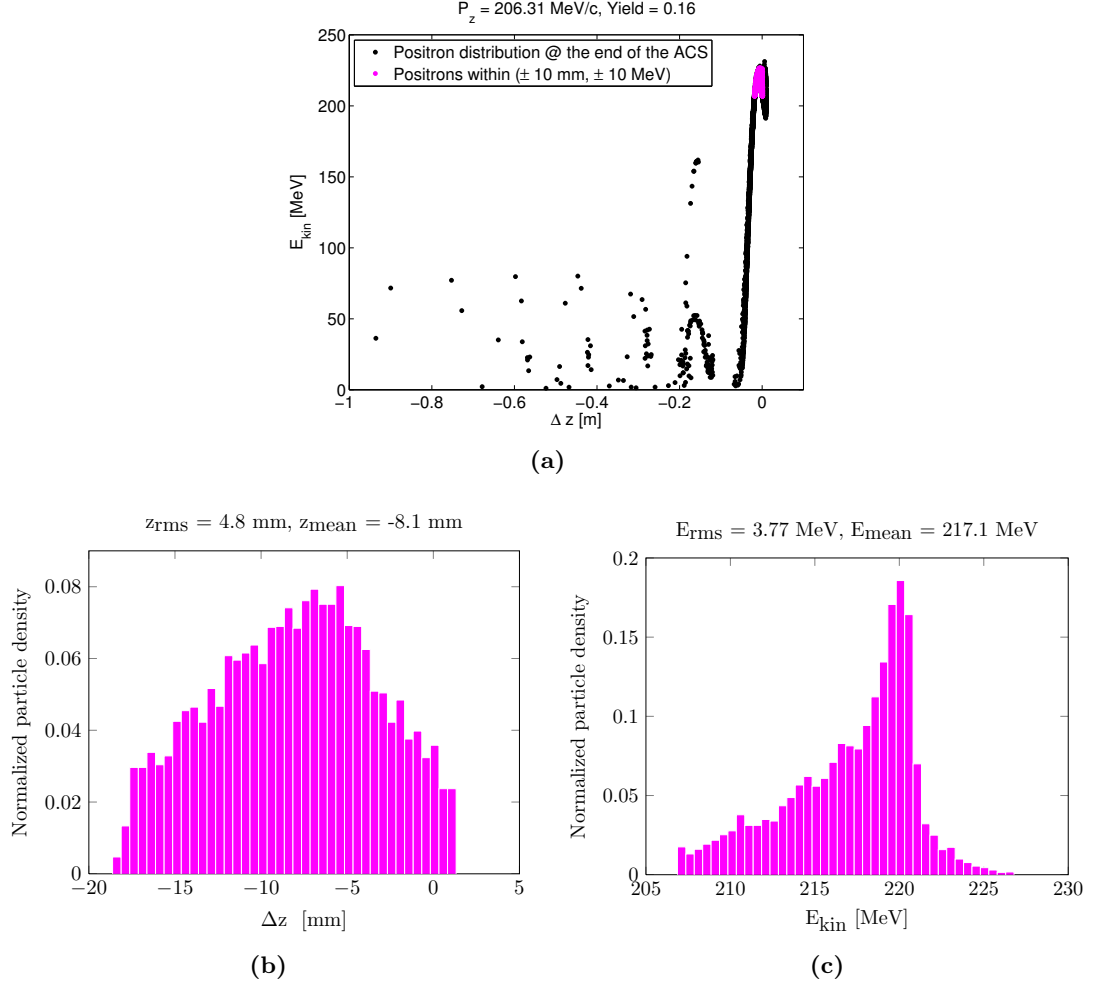 P_z = 206.31 MeV/c, Yield = 0.16
250
200
150
100
50
0
E_kin [MeV]
Positron distribution @ the end of the ACS
Positrons within (± 10 mm, ± 10 MeV)
−1 −0.8 −0.6 −0.4 −0.2 0
Δ z [m]
(a)
z_rms = 4.8 mm, z_mean = -8.1 mm
0.08
0.06
0.04
0.02
0
Normalized particle density
−20 −15 −10 −5 0 5
Δz [mm]
(b)
E_rms = 3.77 MeV, E_mean = 217.1 MeV
0.2
0.15
0.1
0.05
0
Normalized particle density
205 210 215 220 225 230
E_kin [MeV]
(c)